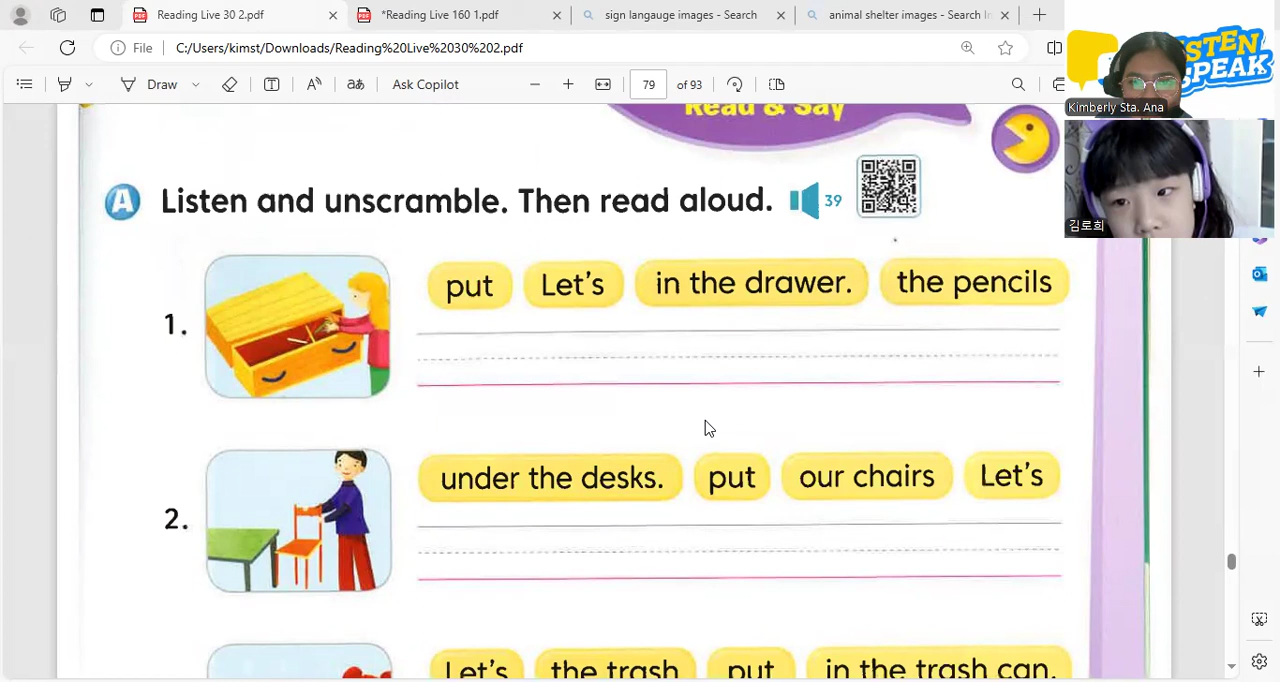 Reading Live 30 2.pdf
*Reading Live 160 1.pdf
sign langauge images - Search
animal shelter images - Search
File
C:/Users/kimst/Downloads/Reading%20Live%2030%202.pdf
Draw
Ask Copilot
79
of 93
LISTEN
SPEAK
Kimberly Sta. Ana
김로희
Read & Say
A Listen and unscramble. Then read aloud. 39
1.
put Let's in the drawer. the pencils
2.
under the desks. put our chairs Let's
Let's the trash put in the trash can.